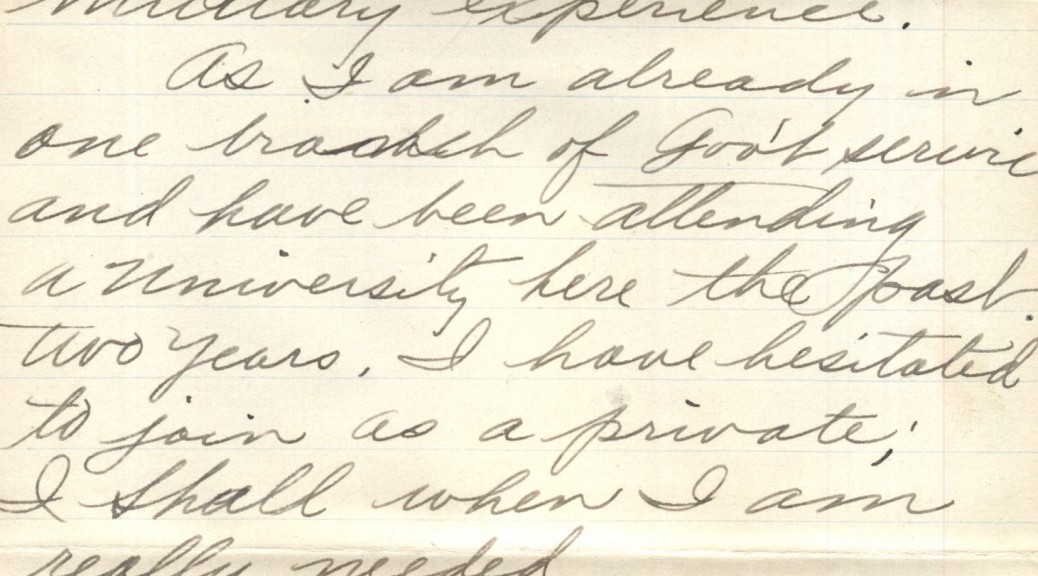 military experience.
As I am already in
one branch of Gov't servic
and have been attending
a University here the past
two years, I have hesitated
to join as a private;
I shall when I am
really needed